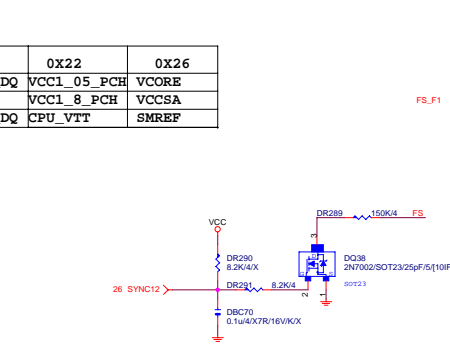 0X22 0X26
DQ VCC1_05_PCH VCORE
VCC1_8_PCH VCCSA
DQ CPU_VTT SMREF
FS_F1
DR289 150K/4 FS
VCC
3
DR290
8.2K/4/X
DQ38
2N7002/SOT23/25pF/5/[10IF
SOT23
26 SYNC12 DR291 8.2K/4
2 1
DBC70
0.1u/4/X7R/16V/K/X